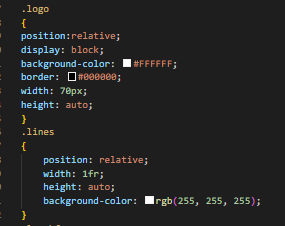 .logo
{
position:relative;
display: block;
background-color: #FFFFFF;
border: #000000;
width: 70px;
height: auto;
}
.lines
{
    position: relative;
    width: 1fr;
    height: auto;
    background-color: rgb(255, 255, 255);
}